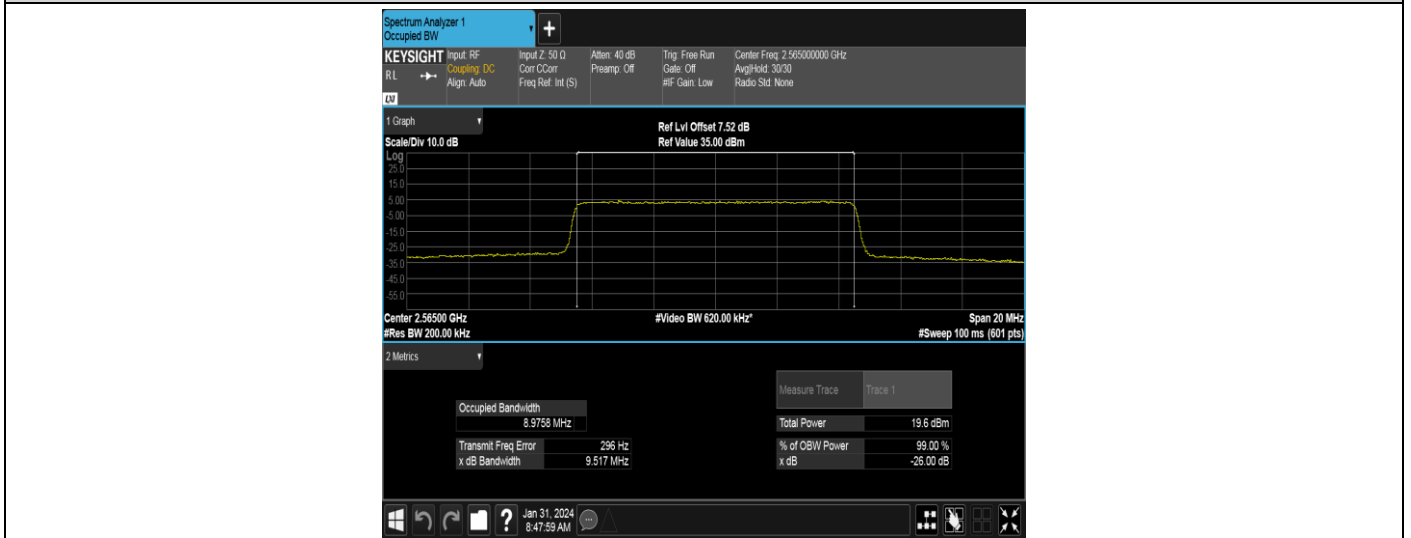 Spectrum Analyzer 1
Occupied BW
+
KEYSIGHT Input: RF Input Z: 50 Ω Atten: 40 dB Trig: Free Run Center Freq: 2.565000000 GHz
Coupling: DC Corr CCorr Preamp: Off Gate: Off Avg|Hold: 30/30
RL Align: Auto Freq Ref: Int (S) #IF Gain: Low Radio Std: None
LXI
1 Graph
Ref Lvl Offset 7.52 dB
Scale/Div 10.0 dB Ref Value 35.00 dBm
Log
25.0
15.0
5.00
-5.00
-15.0
-25.0
-35.0
-45.0
-55.0
Center 2.56500 GHz #Video BW 620.00 kHz* Span 20 MHz
#Res BW 200.00 kHz #Sweep 100 ms (601 pts)
2 Metrics
Measure Trace Trace 1
Occupied Bandwidth
8.9758 MHz Total Power 19.6 dBm
Transmit Freq Error 296 Hz % of OBW Power 99.00 %
x dB Bandwidth 9.517 MHz x dB -26.00 dB
? Jan 31, 2024
8:47:59 AM